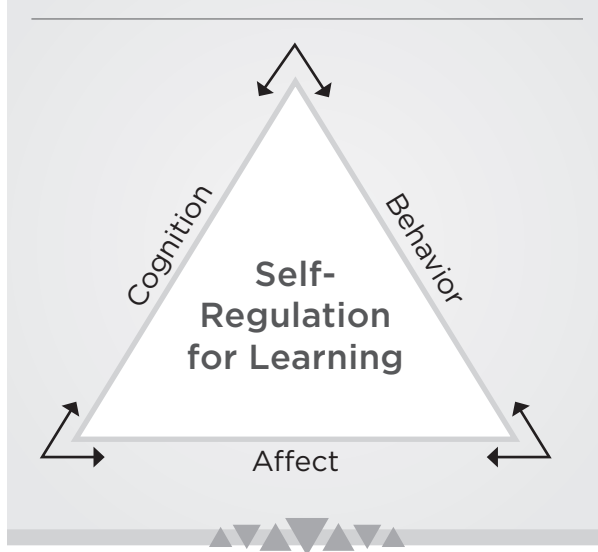 Cognition
Behavior
Self-
Regulation
for Learning
Affect